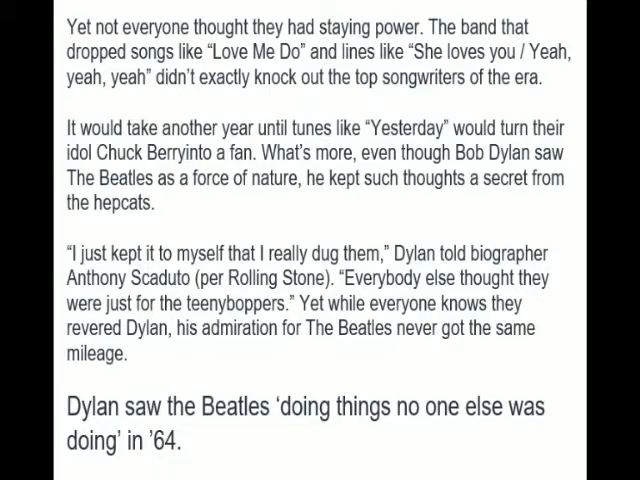 Yet not everyone thought they had staying power. The band that
dropped songs like “Love Me Do” and lines like “She loves you / Yeah,
yeah, yeah” didn’t exactly knock out the top songwriters of the era.
It would take another year until tunes like “Yesterday” would turn their
idol Chuck Berryinto a fan. What’s more, even though Bob Dylan saw
The Beatles as a force of nature, he kept such thoughts a secret from
the hepcats.
“I just kept it to myself that I really dug them,” Dylan told biographer
Anthony Scaduto (per Rolling Stone). “Everybody else thought they
were just for the teenyboppers.” Yet while everyone knows they
revered Dylan, his admiration for The Beatles never got the same
mileage.
Dylan saw the Beatles ‘doing things no one else was
doing’ in ’64.